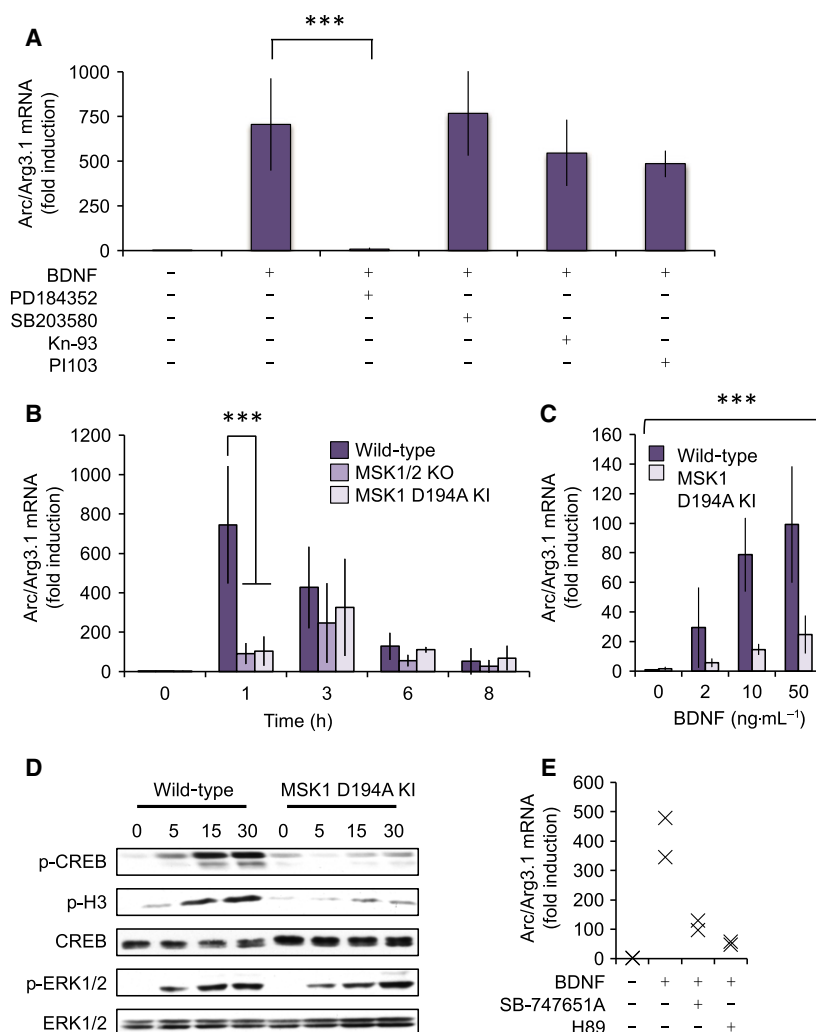 A
***
1000
750
500
250
0
Arc/Arg3.1 mRNA
(fold induction)
BDNF – + + + + +
PD184352 – – + – – –
SB203580 – – – + – –
Kn-93 – – – – + –
PI103 – – – – – +
B
***
1200
1000
800
600
400
200
0
Arc/Arg3.1 mRNA
(fold induction)
Wild-type
MSK1/2 KO
MSK1 D194A KI
0 1 3 6 8
Time (h)
C
***
160
140
120
100
80
60
40
20
0
Arc/Arg3.1 mRNA
(fold induction)
Wild-type
MSK1
D194A KI
0 2 10 50
BDNF (ng·mL⁻¹)
D
Wild-type MSK1 D194A KI
0 5 15 30 0 5 15 30
p-CREB
p-H3
CREB
p-ERK1/2
ERK1/2
E
600
500
400
300
200
100
0
Arc/Arg3.1 mRNA
(fold induction)
BDNF – + + +
SB-747651A – – + –
H89 – – – +